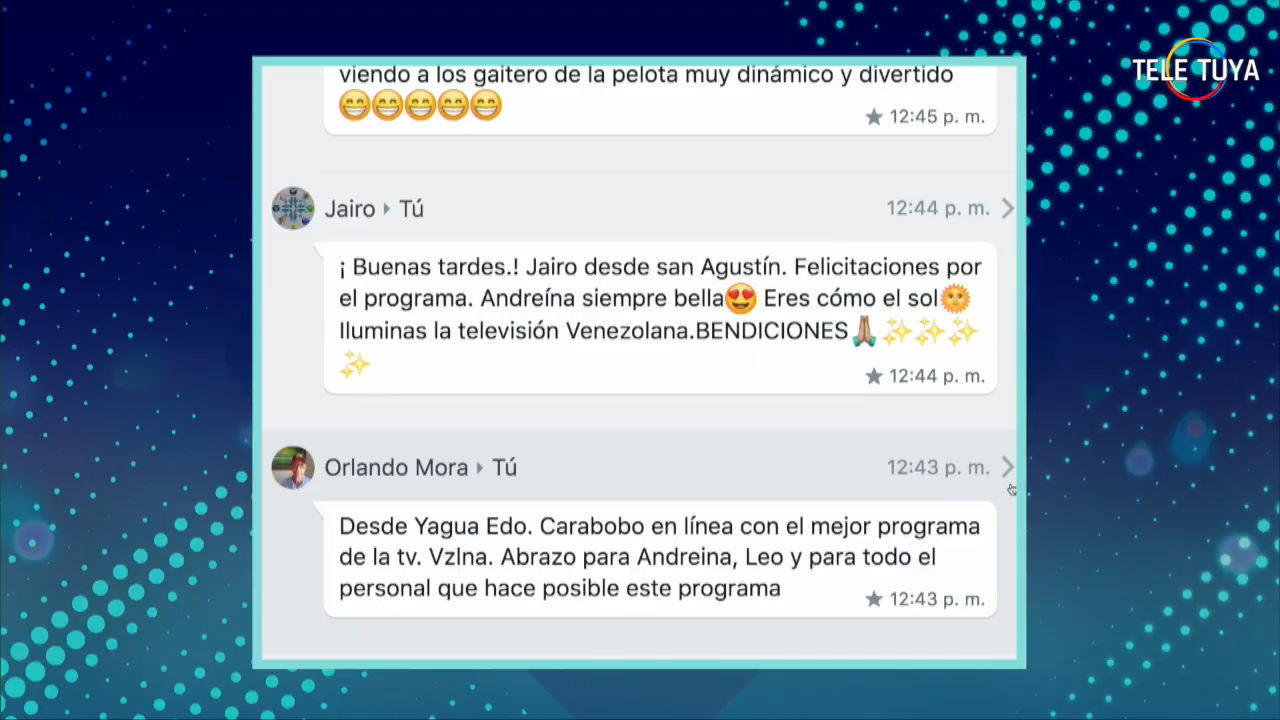 TELE TUYA
viendo a los gaitero de la pelota muy dinámico y divertido
😁😁😁😁😁
★ 12:45 p. m.
Jairo ▸ Tú
12:44 p. m.
¡ Buenas tardes.! Jairo desde san Agustín. Felicitaciones por
el programa. Andreína siempre bella😍 Eres cómo el sol🌞
Iluminas la televisión Venezolana.BENDICIONES🙏🏽✨✨✨
✨
★ 12:44 p. m.
Orlando Mora ▸ Tú
12:43 p. m.
Desde Yagua Edo. Carabobo en línea con el mejor programa
de la tv. Vzlna. Abrazo para Andreina, Leo y para todo el
personal que hace posible este programa
★ 12:43 p. m.